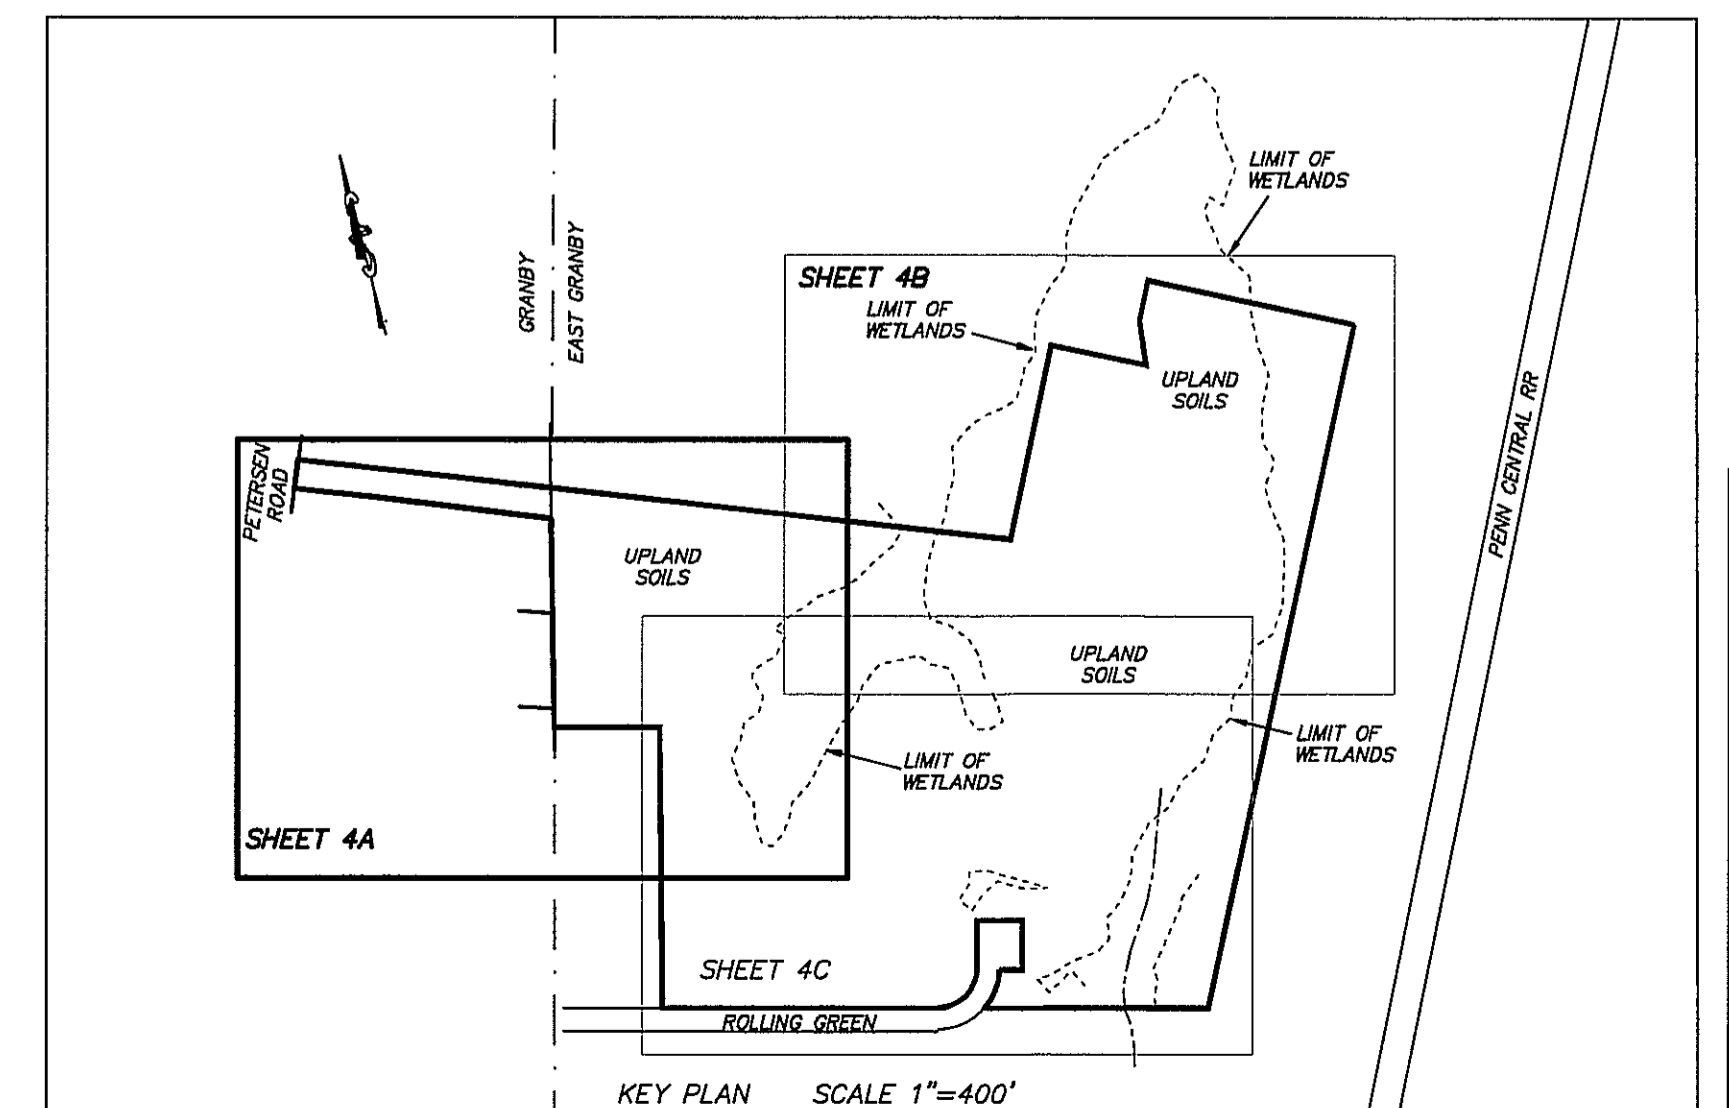 LIMIT OF
WETLANDS
GRANBY
EAST GRANBY
SHEET 4B
LIMIT OF
WETLANDS
UPLAND
SOILS
PENN CENTRAL RR
PETERSEN
ROAD
UPLAND
SOILS
UPLAND
SOILS
LIMIT OF
WETLANDS
LIMIT OF
WETLANDS
SHEET 4A
SHEET 4C
ROLLING GREEN
KEY PLAN SCALE 1"=400'